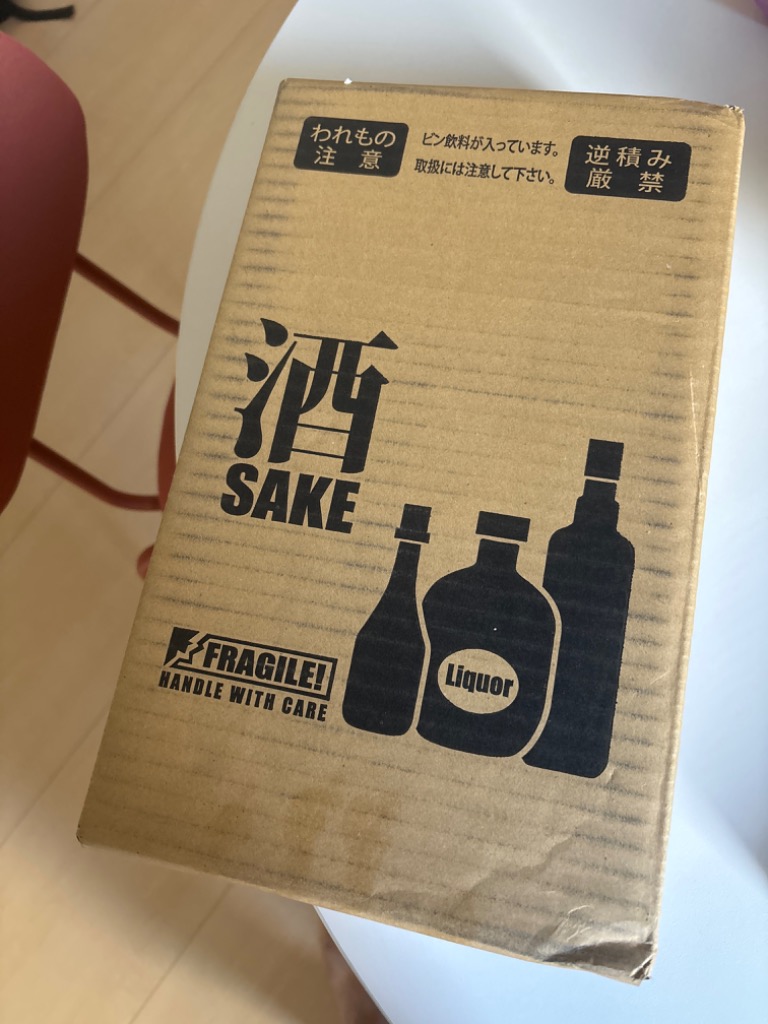 われもの
注意
ビン飲料が入っています。
取扱には注意して下さい。
逆積み
厳禁
酒
SAKE
FRAGILE!
HANDLE WITH CARE
Liquor